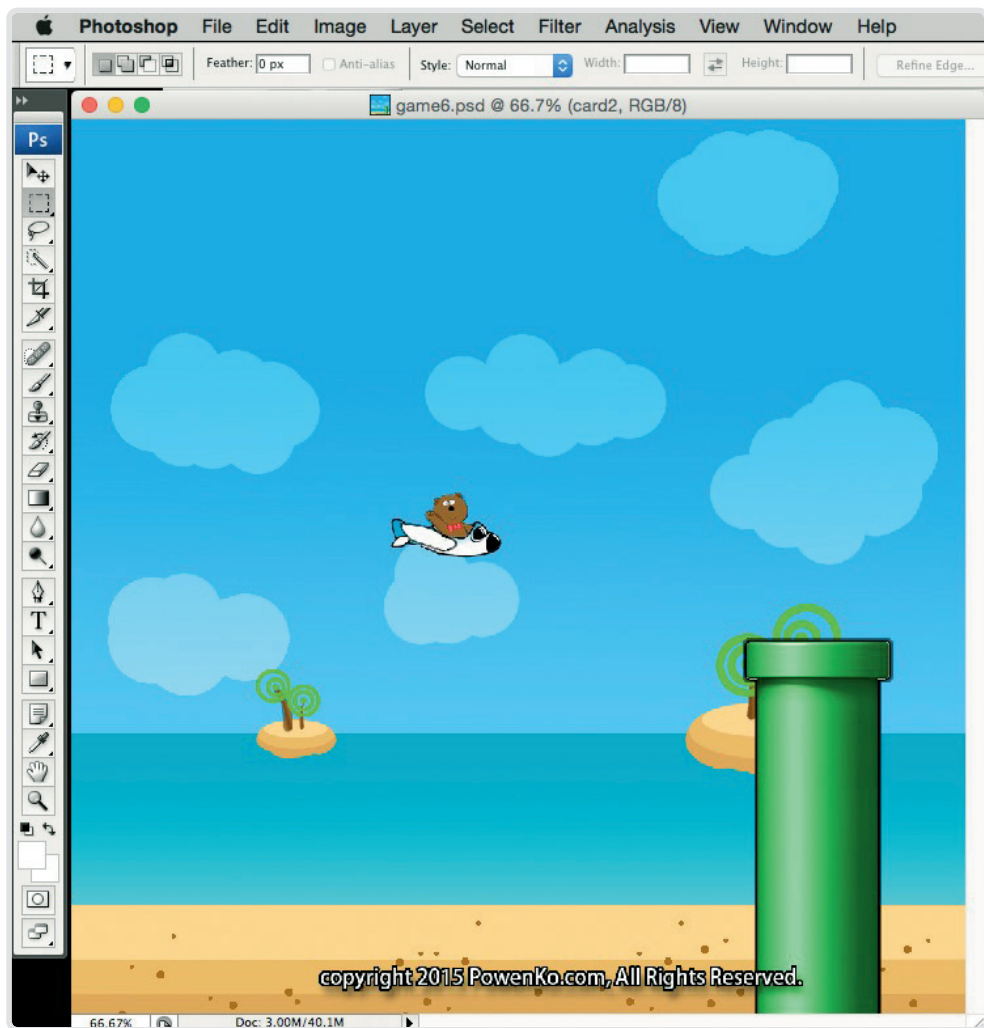 Photoshop File Edit Image Layer Select Filter Analysis View Window Help
Feather: 0 px Anti-alias Style: Normal Width: Height: Refine Edge...
game6.psd @ 66.7% (card2, RGB/8)
Ps
T
copyright 2015 PowenKo.com, All Rights Reserved.
66.67% Doc: 3.00M/40.1M